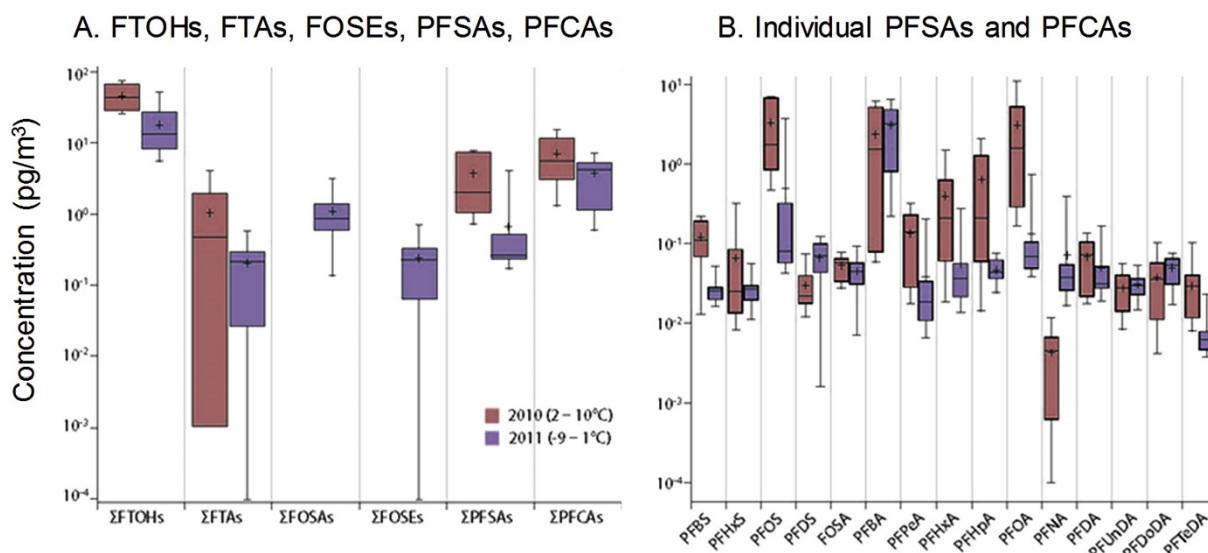 A. FTOHs, FTAs, FOSEs, PFSAs, PFCAs
Concentration (pg/m³)
10²
10¹
10⁰
10⁻¹
10⁻²
10⁻³
10⁻⁴
2010 (2 – 10°C)
2011 (-9 – 1°C)
ΣFTOHs
ΣFTAs
ΣFOSAs
ΣFOSEs
ΣPFSAs
ΣPFCAs
B. Individual PFSAs and PFCAs
10¹
10⁰
10⁻¹
10⁻²
10⁻³
10⁻⁴
PFBS
PFHxS
PFOS
PFDS
FOSA
PFBA
PFPeA
PFHxA
PFHpA
PFOA
PFNA
PFDA
PFUnDA
PFDoDA
PFTeDA